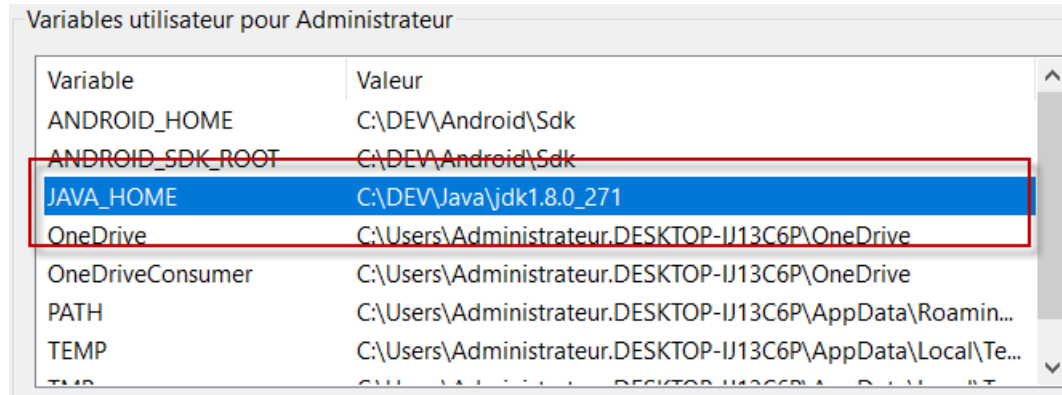 Variables utilisateur pour Administrateur
Variable Valeur
ANDROID_HOME C:\DEV\Android\Sdk
ANDROID_SDK_ROOT C:\DEV\Android\Sdk
JAVA_HOME C:\DEV\Java\jdk1.8.0_271
OneDrive C:\Users\Administrateur.DESKTOP-IJ13C6P\OneDrive
OneDriveConsumer C:\Users\Administrateur.DESKTOP-IJ13C6P\OneDrive
PATH C:\Users\Administrateur.DESKTOP-IJ13C6P\AppData\Roamin...
TEMP C:\Users\Administrateur.DESKTOP-IJ13C6P\AppData\Local\Te...